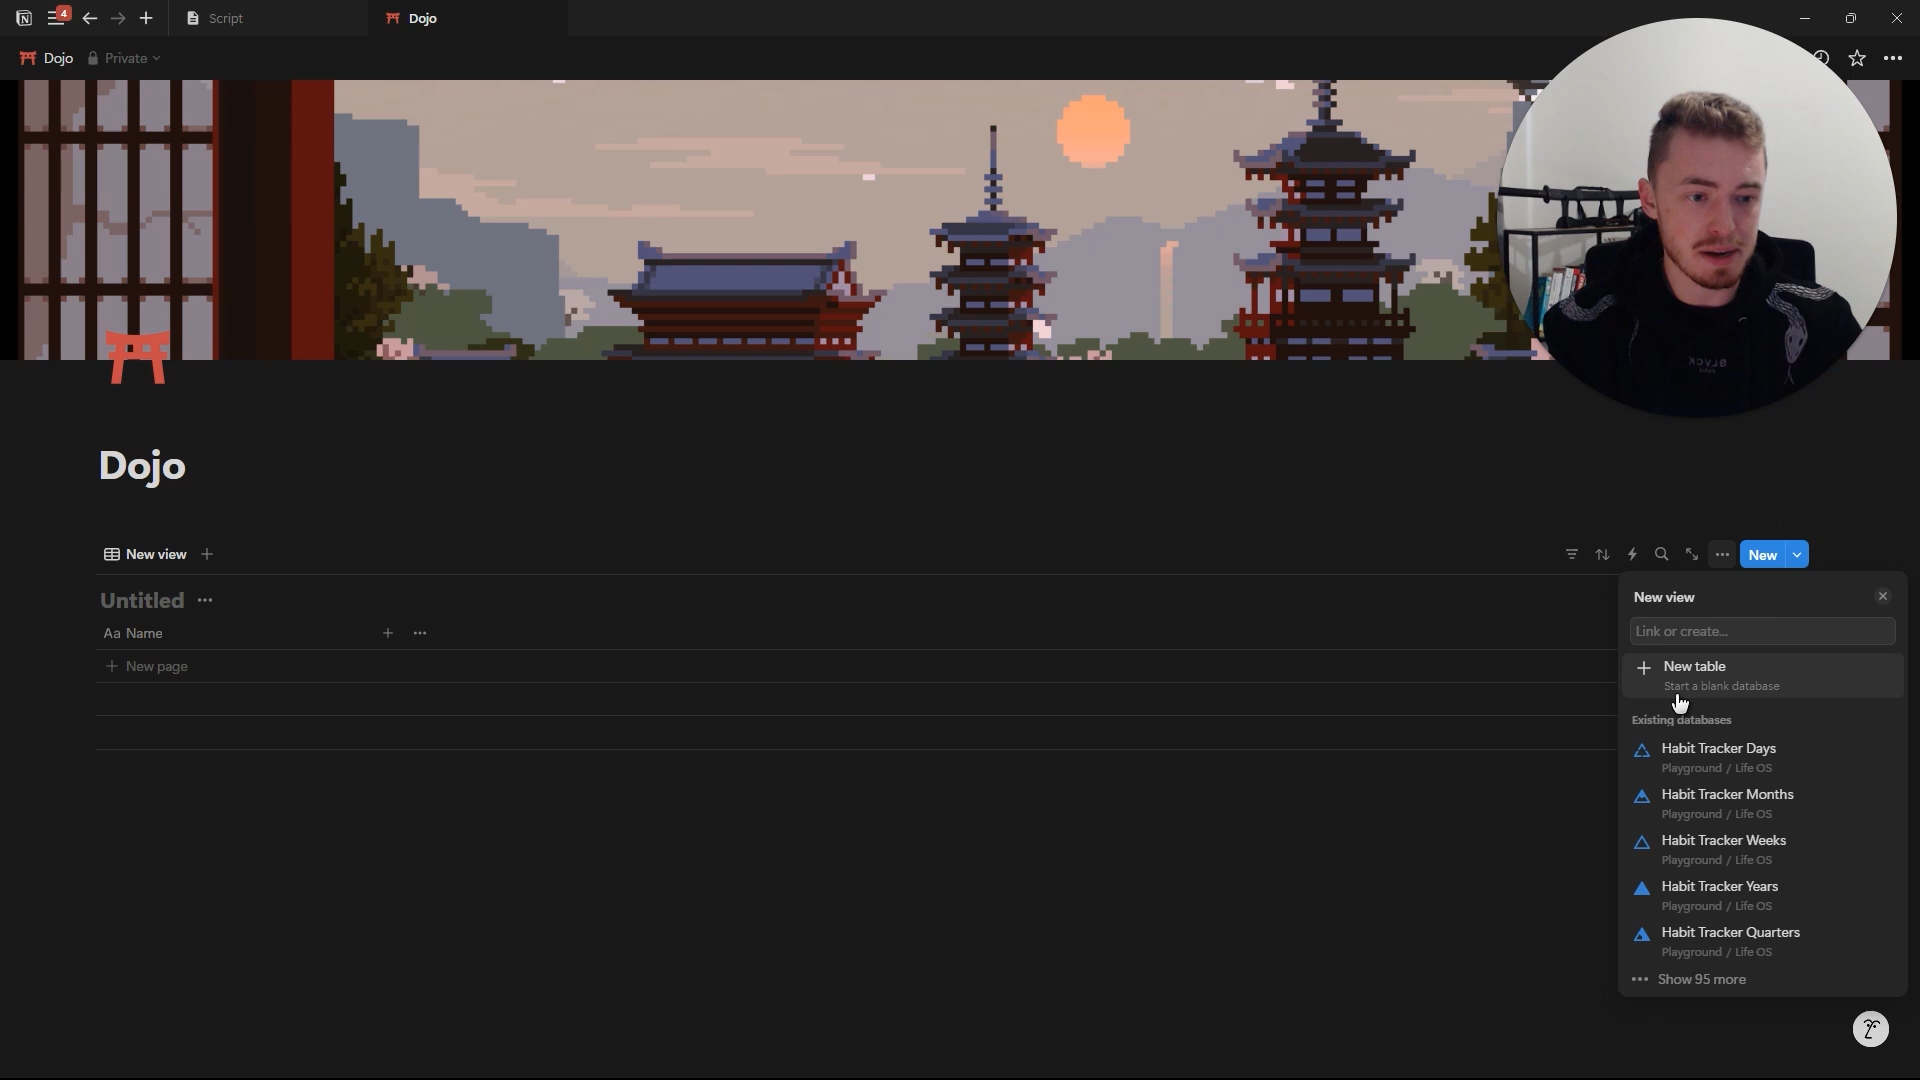 4
Script
Dojo
Dojo
Private
Dojo
New view
New
Untitled
Aa Name
New page
New view
Link or create...
New table
Start a blank database
Existing databases
Habit Tracker Days
Playground / Life OS
Habit Tracker Months
Playground / Life OS
Habit Tracker Weeks
Playground / Life OS
Habit Tracker Years
Playground / Life OS
Habit Tracker Quarters
Playground / Life OS
Show 95 more